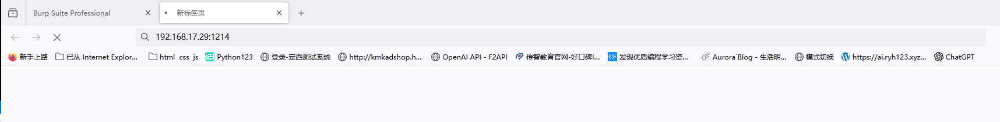 Burp Suite Professional 新标签页
192.168.17.29:1214
新手上路 已从 Internet Explor... html css js Python123 登录-定西测试系统 http://kmkadshop.h... OpenAI API - F2API 传智教育官网-好口碑I... 发现优质编程学习资... Aurora`Blog - 生活明... 模式切换 https://ai.ryh123.xyz... ChatGPT